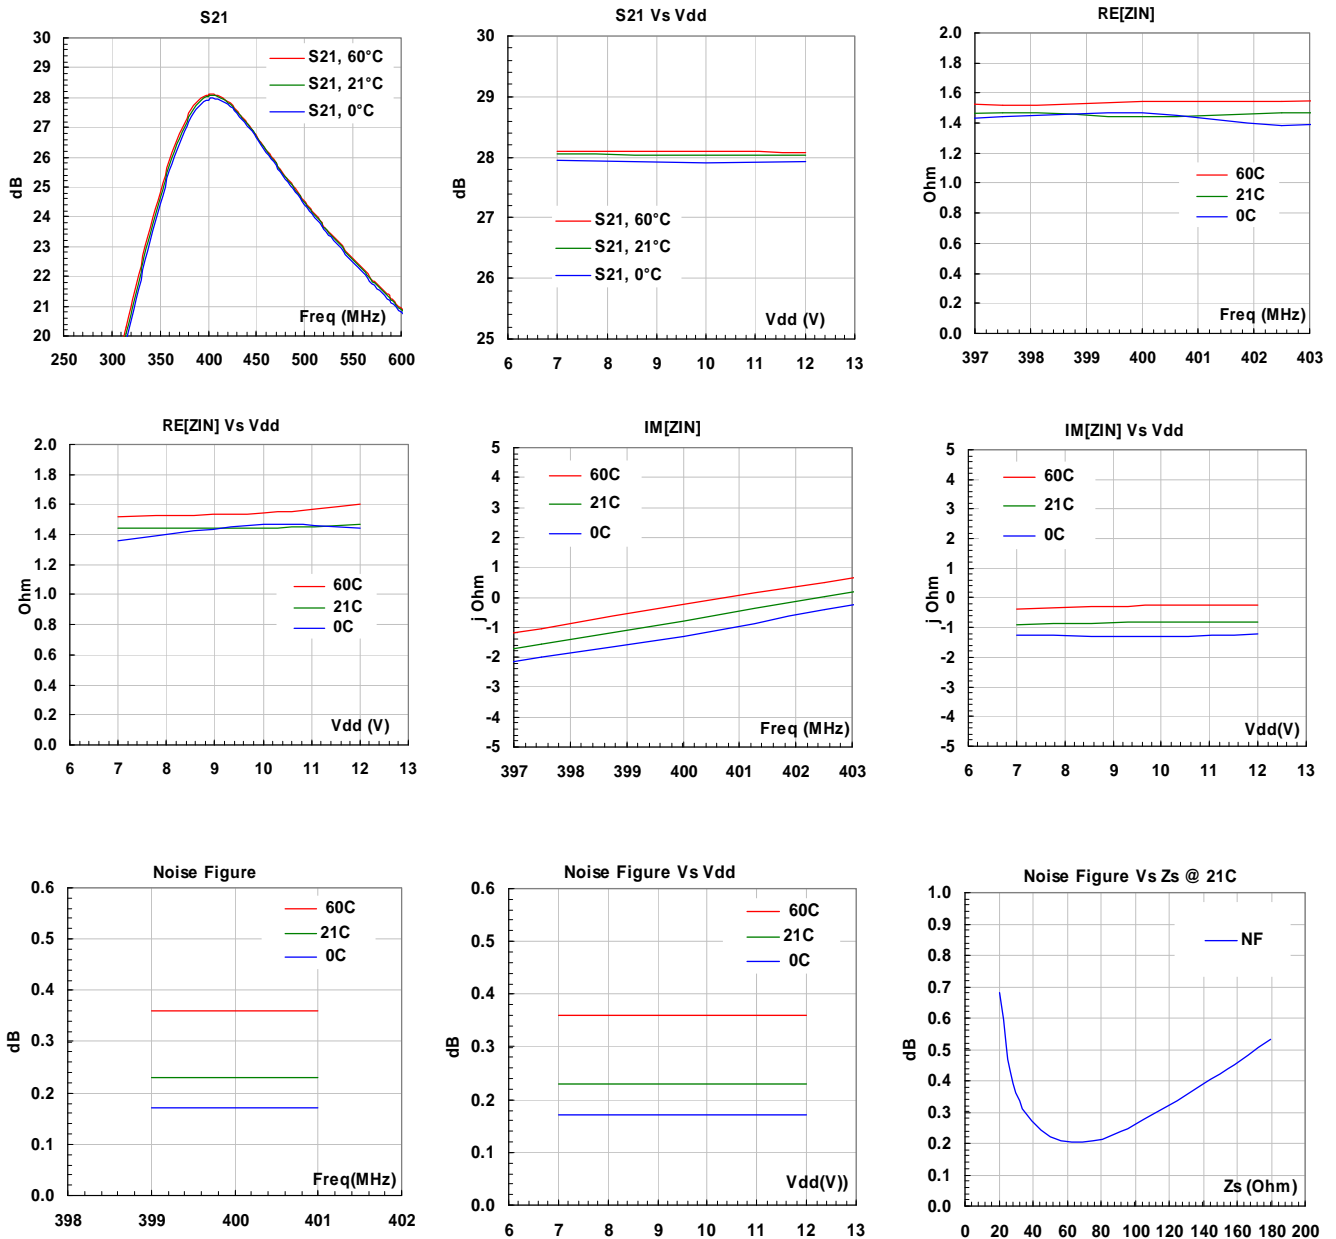 S21
30
29
28
27
26
25
24
23
22
21
20
dB
S21, 60°C
S21, 21°C
S21, 0°C
Freq (MHz)
250 300 350 400 450 500 550 600
S21 Vs Vdd
30
29
28
27
26
25
dB
S21, 60°C
S21, 21°C
S21, 0°C
Vdd (V)
6 7 8 9 10 11 12 13
RE[ZIN]
2.0
1.8
1.6
1.4
1.2
1.0
0.8
0.6
0.4
0.2
0.0
Ohm
60C
21C
0C
Freq (MHz)
397 398 399 400 401 402 403
RE[ZIN] Vs Vdd
2.0
1.8
1.6
1.4
1.2
1.0
0.8
0.6
0.4
0.2
0.0
Ohm
60C
21C
0C
Vdd (V)
6 7 8 9 10 11 12 13
IM[ZIN]
5
4
3
2
1
0
-1
-2
-3
-4
-5
j Ohm
60C
21C
0C
Freq (MHz)
397 398 399 400 401 402 403
IM[ZIN] Vs Vdd
5
4
3
2
1
0
-1
-2
-3
-4
-5
j Ohm
60C
21C
0C
Vdd(V)
6 7 8 9 10 11 12 13
Noise Figure
0.6
0.5
0.4
0.3
0.2
0.1
0.0
dB
60C
21C
0C
Freq(MHz)
398 399 400 401 402
Noise Figure Vs Vdd
0.6
0.5
0.4
0.3
0.2
0.1
0.0
dB
60C
21C
0C
Vdd(V))
6 7 8 9 10 11 12 13
Noise Figure Vs Zs @ 21C
1.0
0.9
0.8
0.7
0.6
0.5
0.4
0.3
0.2
0.1
0.0
dB
NF
Zs (Ohm)
0 20 40 60 80 100 120 140 160 180 200